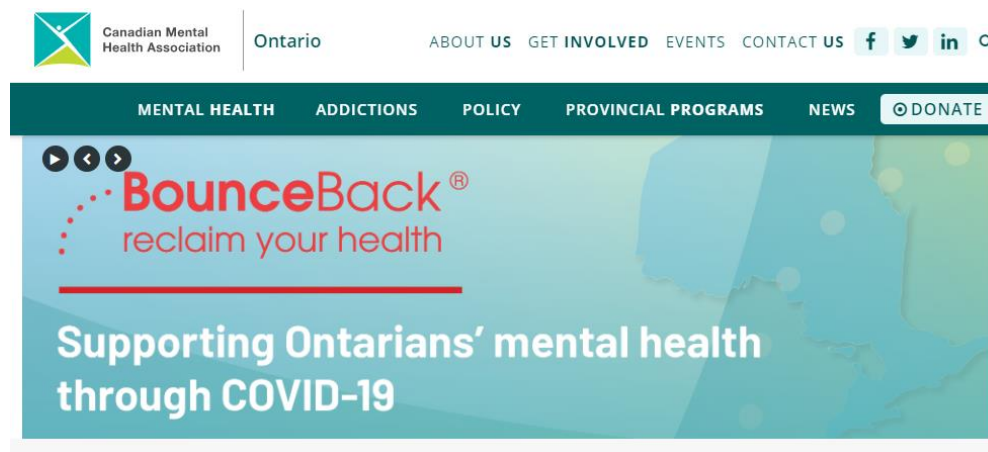 Canadian Mental
Health Association
Ontario
ABOUT US GET INVOLVED EVENTS CONTACT US
MENTAL HEALTH ADDICTIONS POLICY PROVINCIAL PROGRAMS NEWS DONATE
BounceBack®
reclaim your health
Supporting Ontarians’ mental health
through COVID-19